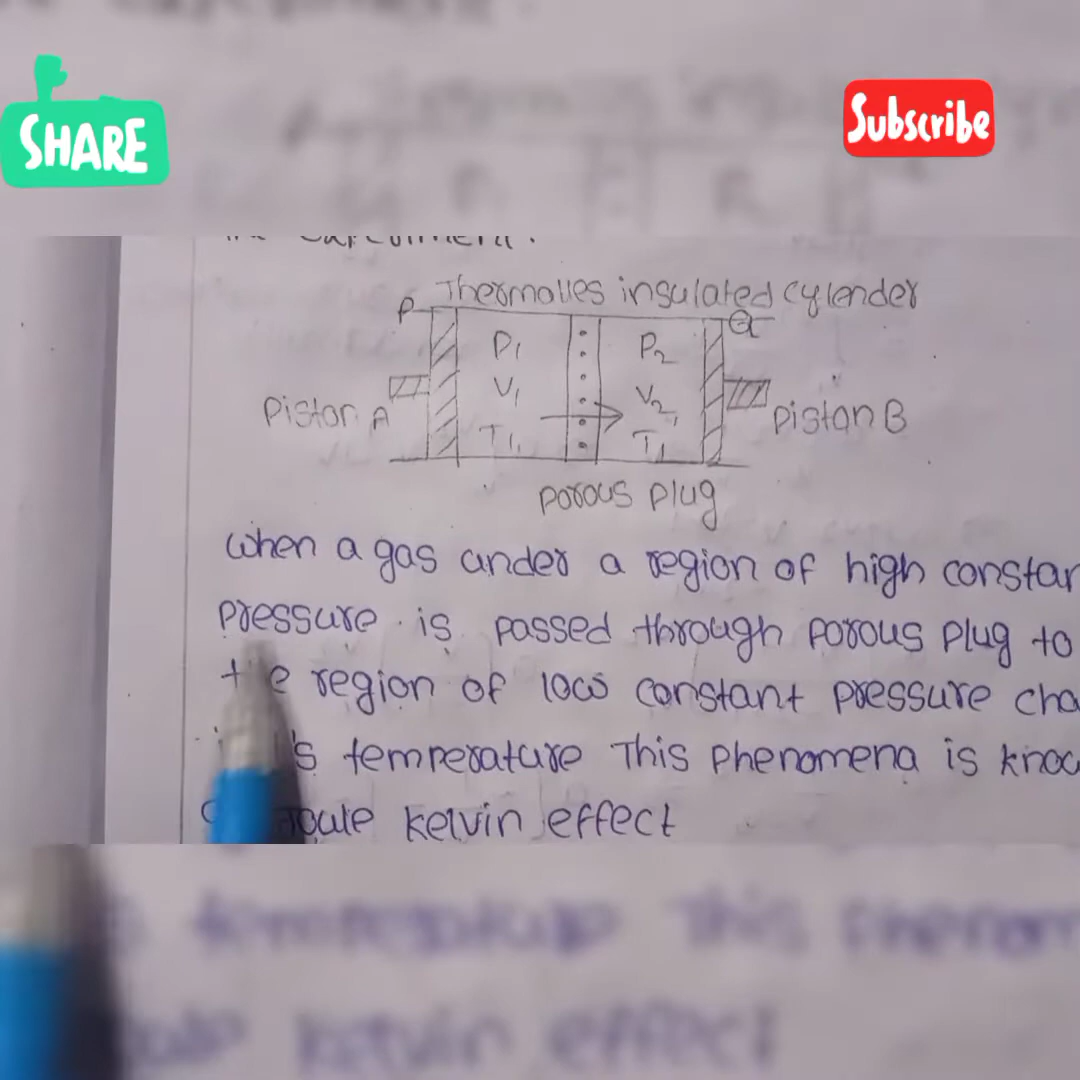 SHARE
Subscribe
Thermalles insulated cylender
P
Q
P1
P2
V1
V2
Piston A
Pistan B
T1
T1
Porous plug
when a gas under a region of high constan
pressure is passed through porous plug to
the region of low constant pressure cha
temperature This phenomena is know
Joule kelvin effect